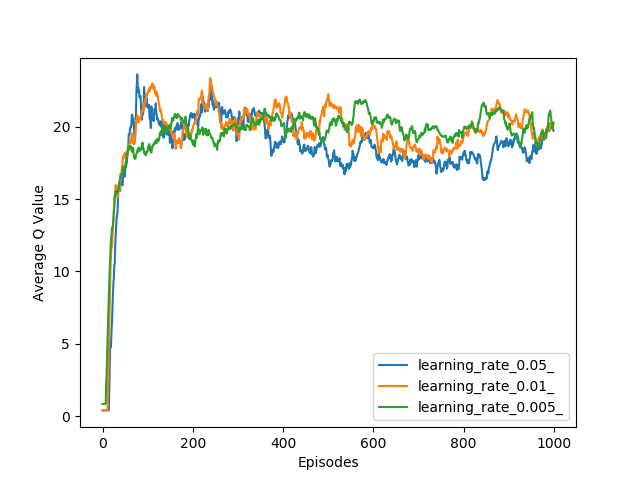 20
15
10
5
0
Average Q Value
learning_rate_0.05_
learning_rate_0.01_
learning_rate_0.005_
0 200 400 600 800 1000
Episodes